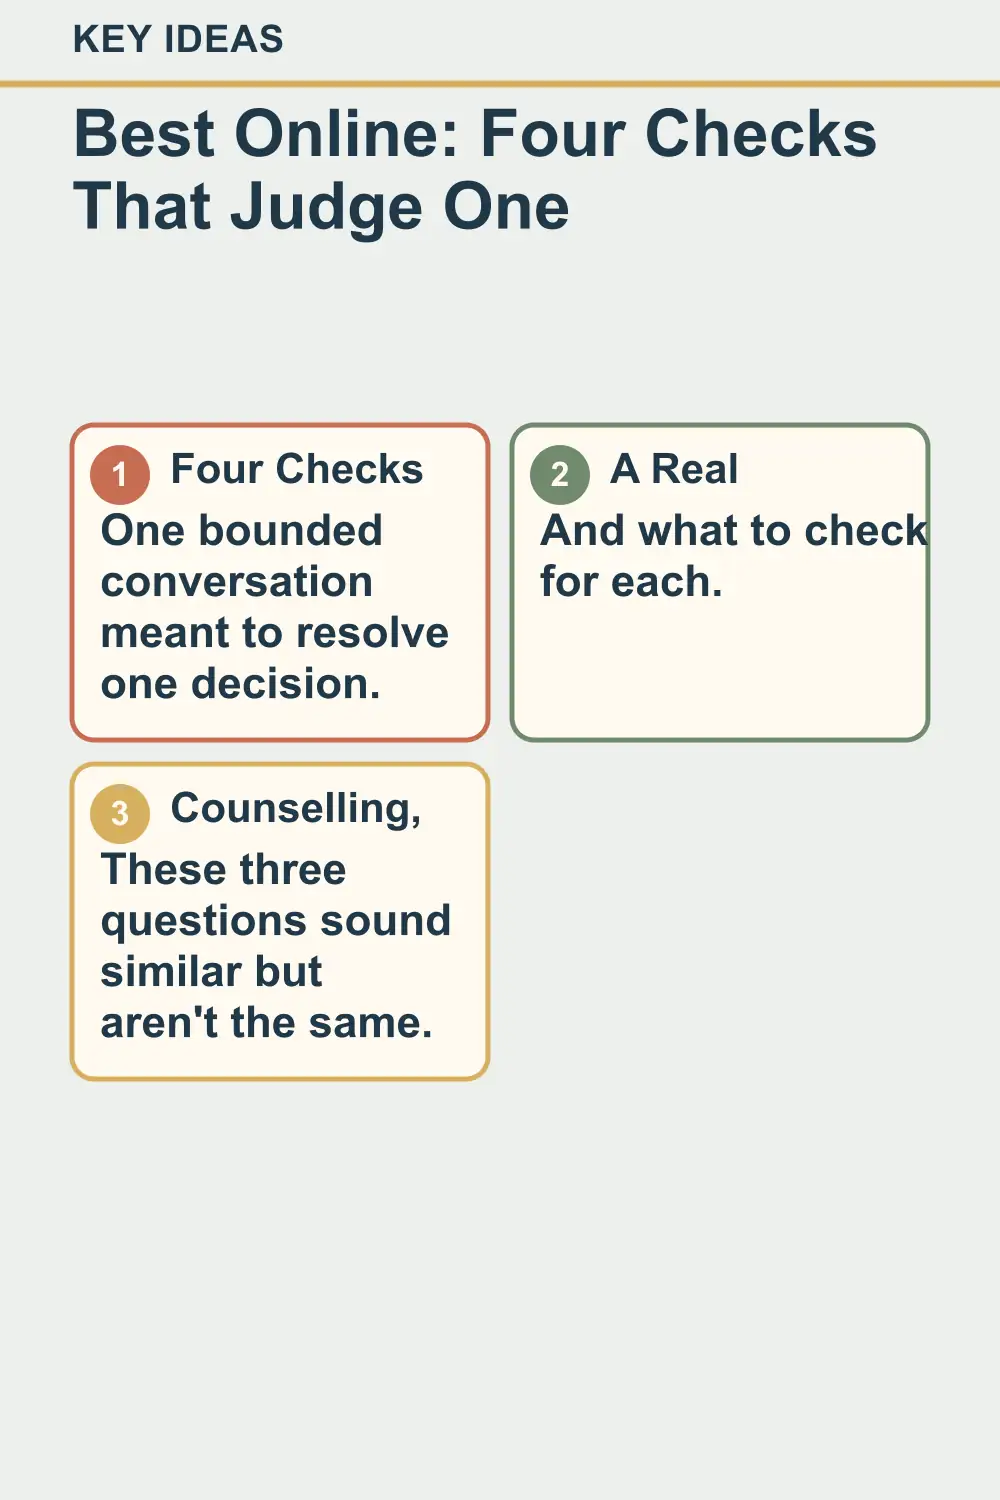 KEY IDEAS
Best Online: Four Checks
That Judge One
1 Four Checks
One bounded
conversation
meant to resolve
one decision.
2 A Real
And what to check
for each.
3 Counselling,
These three
questions sound
similar but
aren't the same.